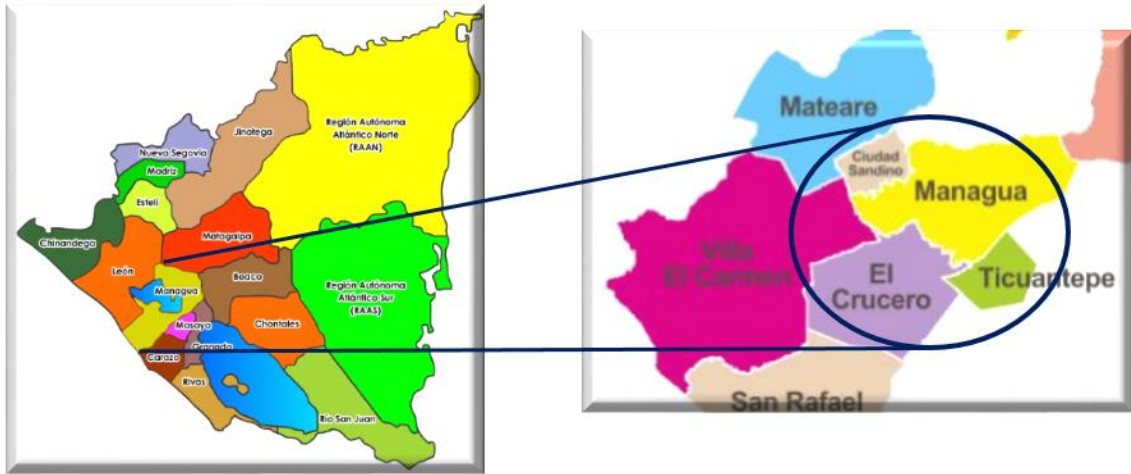 Región Autónoma
Atlántico Norte
(RAAN)
Jinotega
Nueva Segovia
Madriz
Estelí
Chinandega
Matagalpa
León
Boaco
Managua
Región Autónoma
Atlántico Sur
(RAAS)
Masaya
Chontales
Granada
Carazo
Rivas
Río San Juan
Mateare
Ciudad
Sandino
Managua
Villa
El Carmen
El
Crucero
Ticuantepe
San Rafael